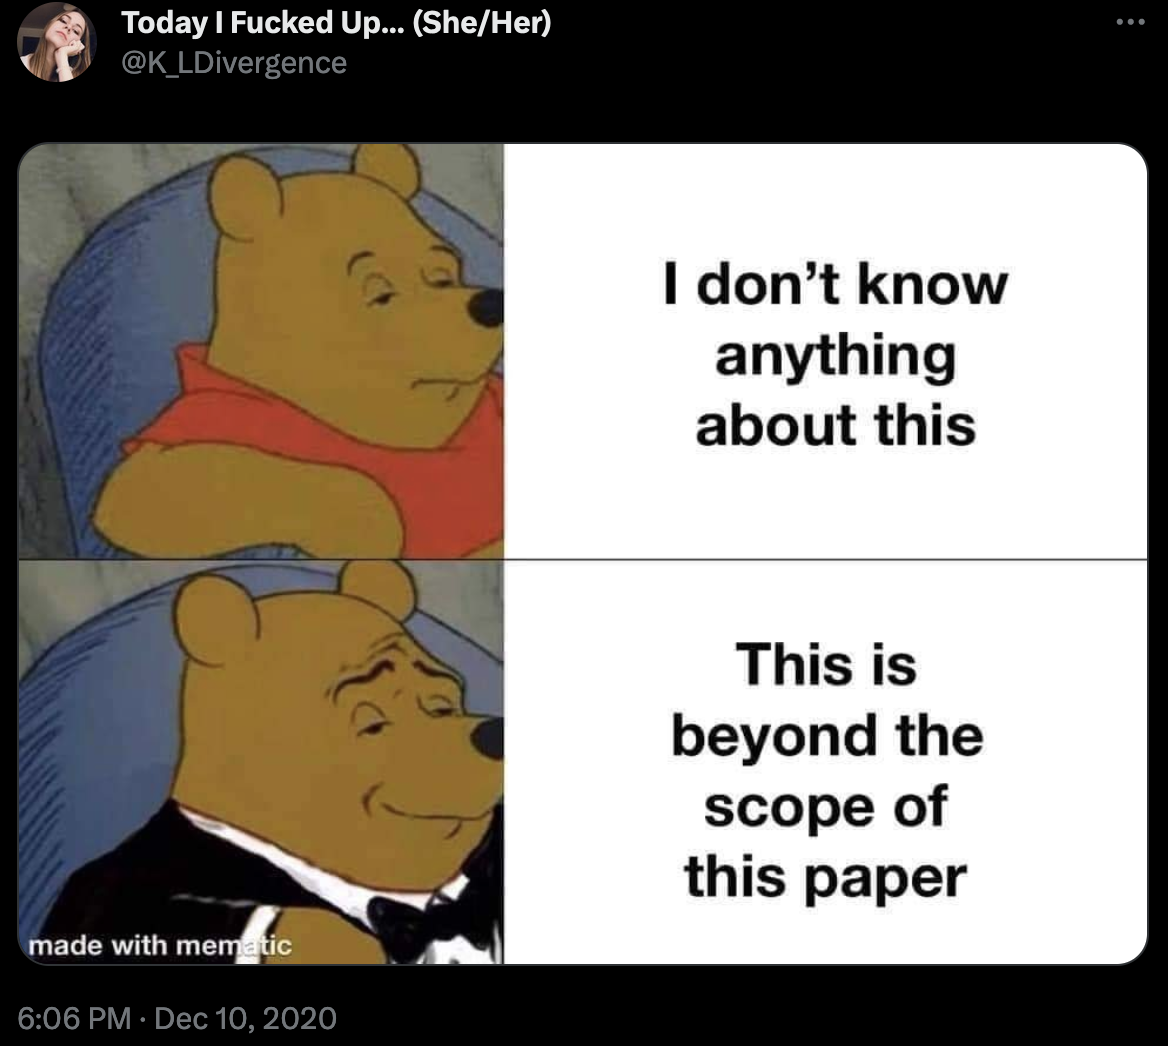 Today I Fucked Up... (She/Her)
@K_LDivergence
I don’t know
anything
about this
This is
beyond the
scope of
this paper
made with mematic
6:06 PM · Dec 10, 2020